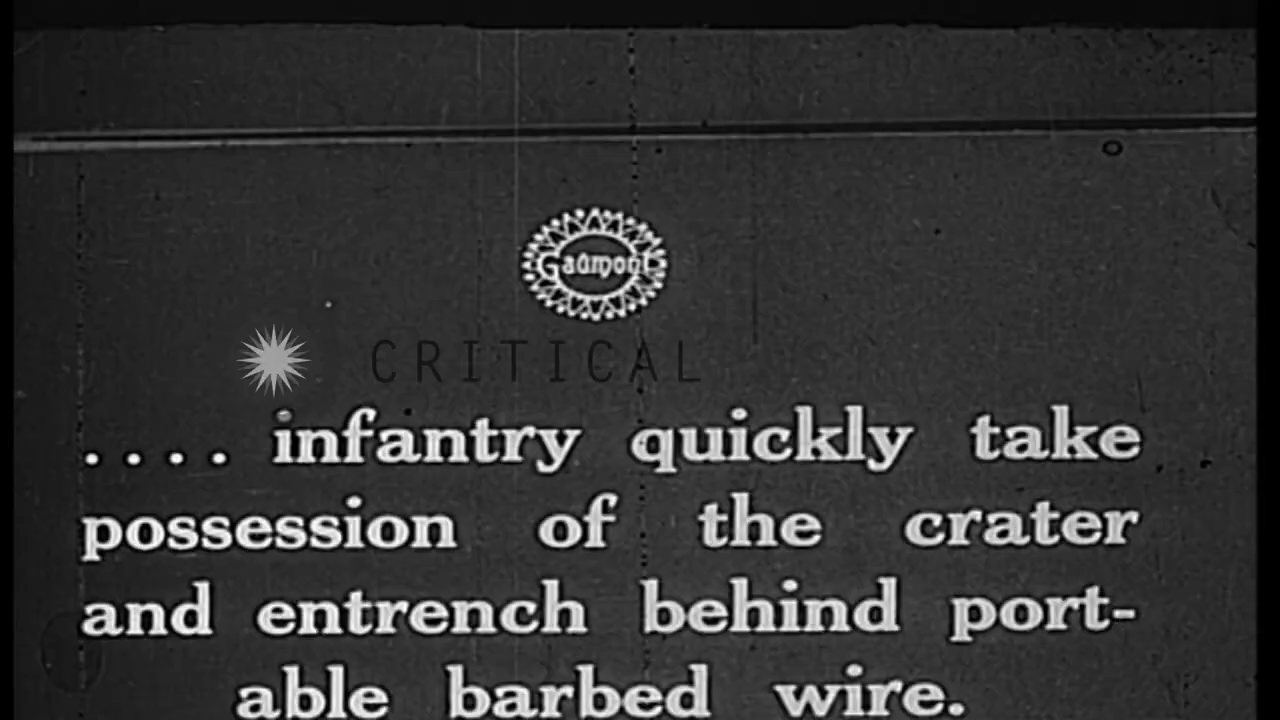 Gaumont
CRITICAL
.... infantry quickly take
possession of the crater
and entrench behind port-
able barbed wire.